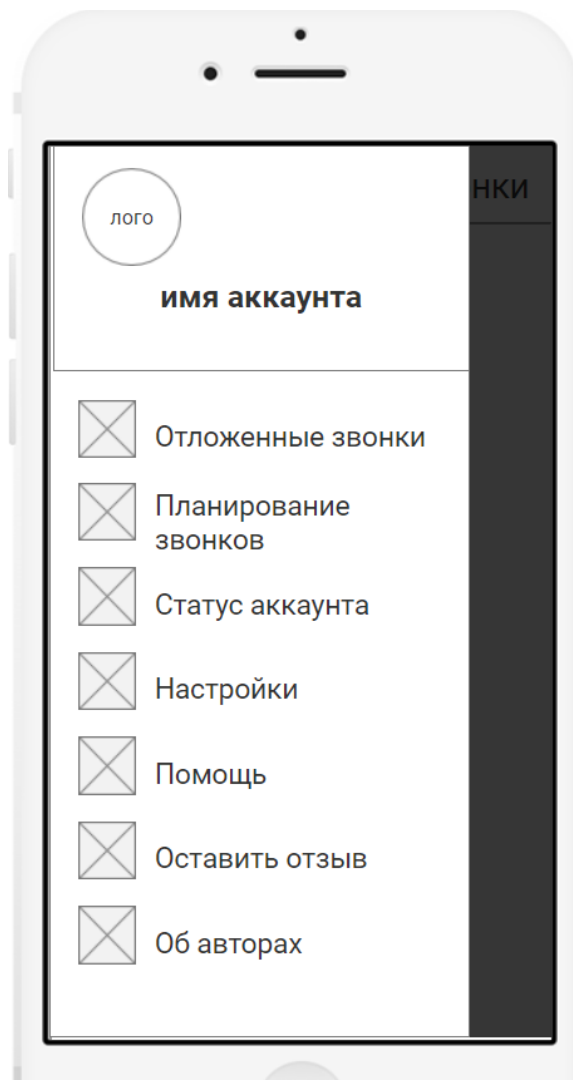 нки
лого
имя аккаунта
Отложенные звонки
Планирование
звонков
Статус аккаунта
Настройки
Помощь
Оставить отзыв
Об авторах